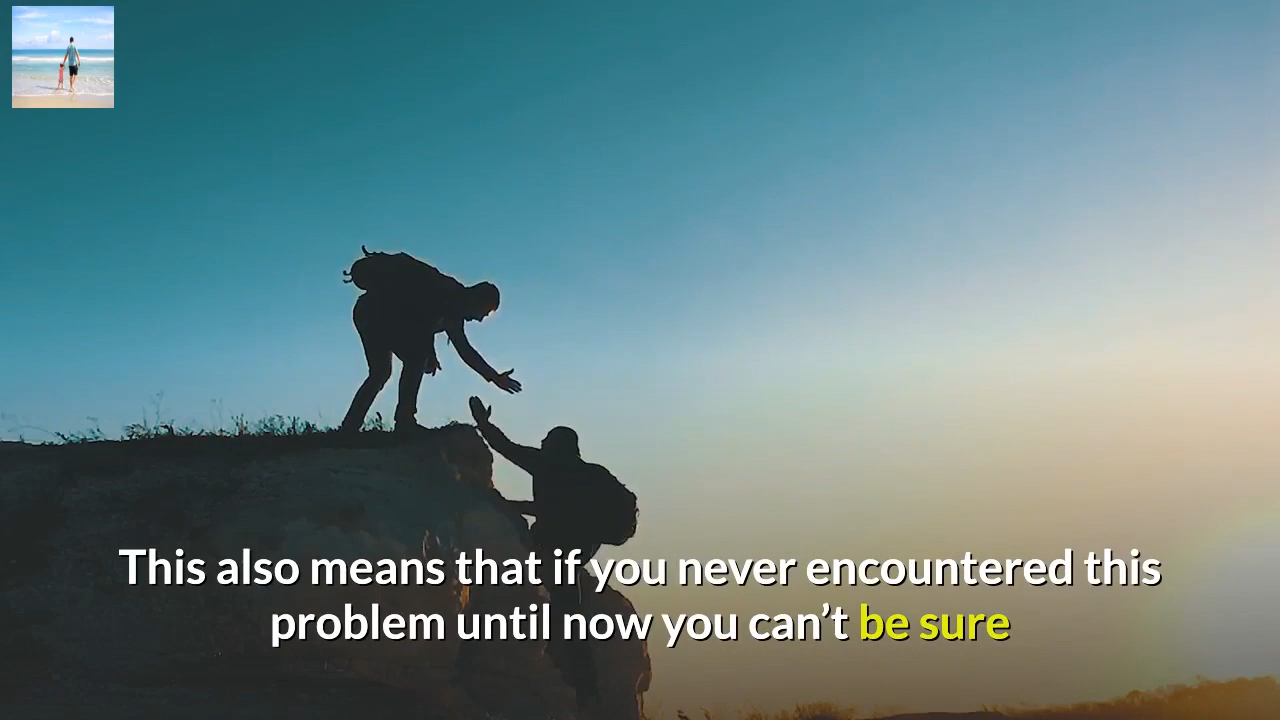 This also means that if you never encountered this
problem until now you can’t be sure